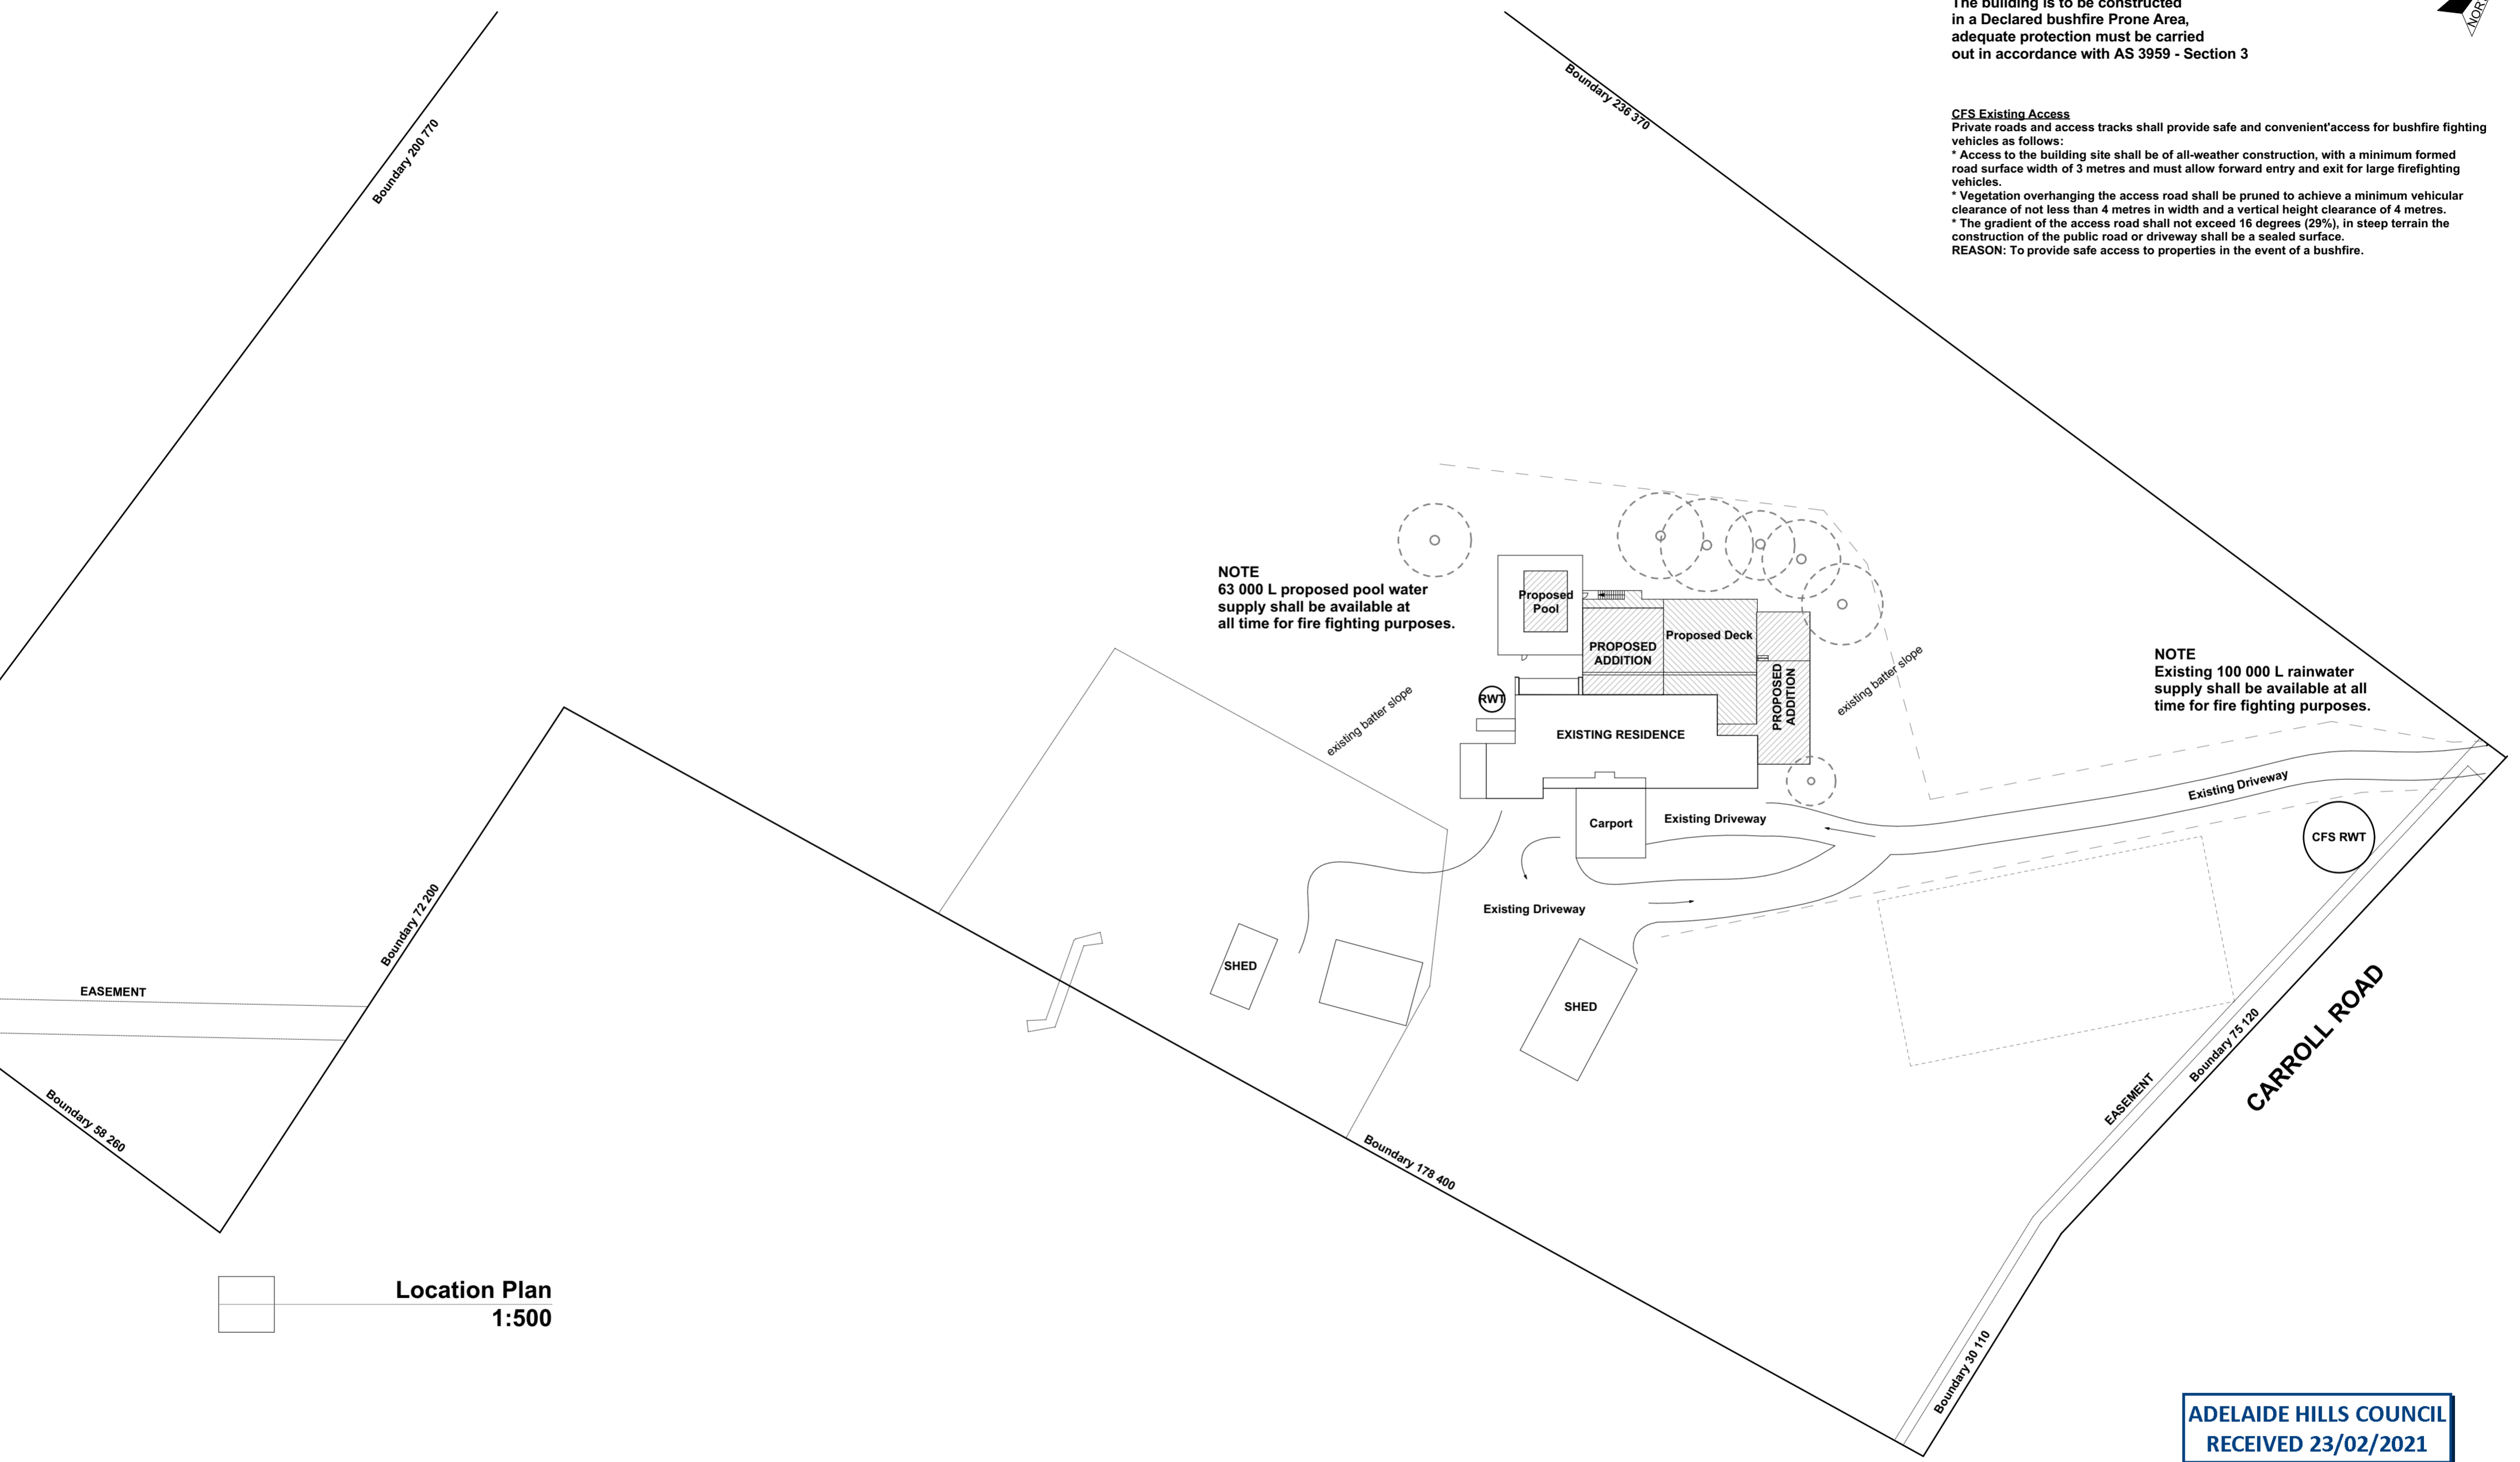 The building is to be constructed
in a Declared bushfire Prone Area,
adequate protection must be carried
out in accordance with AS 3959 - Section 3
CFS Existing Access
Private roads and access tracks shall provide safe and convenient'access for bushfire fighting
vehicles as follows:
* Access to the building site shall be of all-weather construction, with a minimum formed
road surface width of 3 metres and must allow forward entry and exit for large firefighting
vehicles.
* Vegetation overhanging the access road shall be pruned to achieve a minimum vehicular
clearance of not less than 4 metres in width and a vertical height clearance of 4 metres.
* The gradient of the access road shall not exceed 16 degrees (29%), in steep terrain the
construction of the public road or driveway shall be a sealed surface.
REASON: To provide safe access to properties in the event of a bushfire.
Boundary 200 770
Boundary 236 370
NOTE
63 000 L proposed pool water
supply shall be available at
all time for fire fighting purposes.
Proposed
Pool
PROPOSED
ADDITION
Proposed Deck
PROPOSED
ADDITION
existing batter slope
existing batter slope
RWT
EXISTING RESIDENCE
NOTE
Existing 100 000 L rainwater
supply shall be available at all
time for fire fighting purposes.
Existing Driveway
Carport
Existing Driveway
CFS RWT
Existing Driveway
Boundary 72 200
SHED
SHED
EASEMENT
Boundary 58 260
Boundary 75 120
CARROLL ROAD
EASEMENT
Boundary 178 400
Boundary 30 110
Location Plan
1:500
ADELAIDE HILLS COUNCIL
RECEIVED 23/02/2021